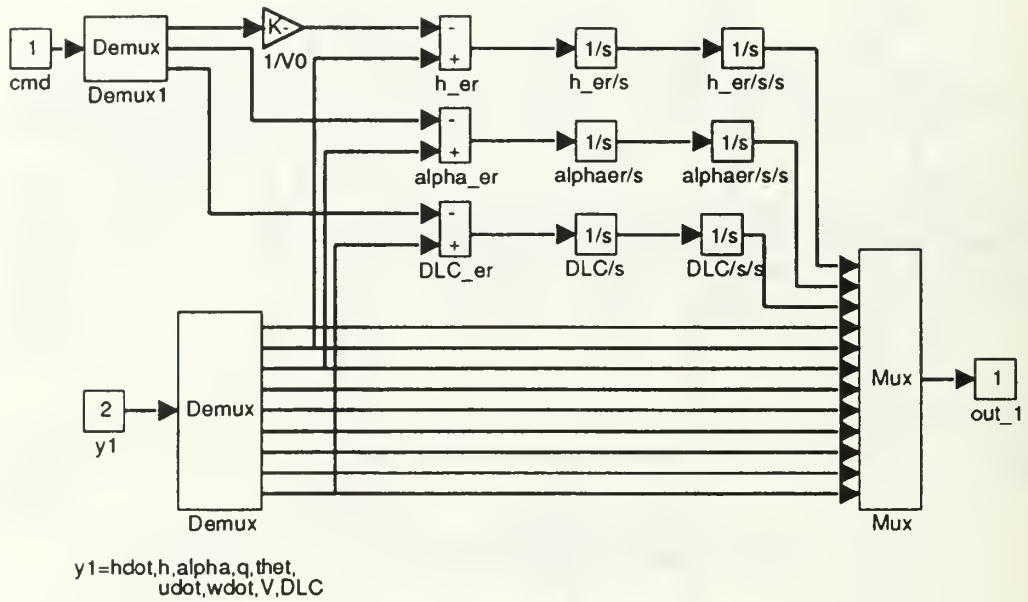 K-
-
1
Demux
+
1/s
1/s
cmd
1/V0
Demux1
h_er
h_er/s
h_er/s/s
-
+
1/s
1/s
alpha_er
alphaer/s
alphaer/s/s
-
+
1/s
1/s
DLC_er
DLC/s
DLC/s/s
Mux
1
out_1
2
Demux
y1
Demux
Mux
y1=hdot,h,alpha,q,thet,
udot,wdot,V,DLC